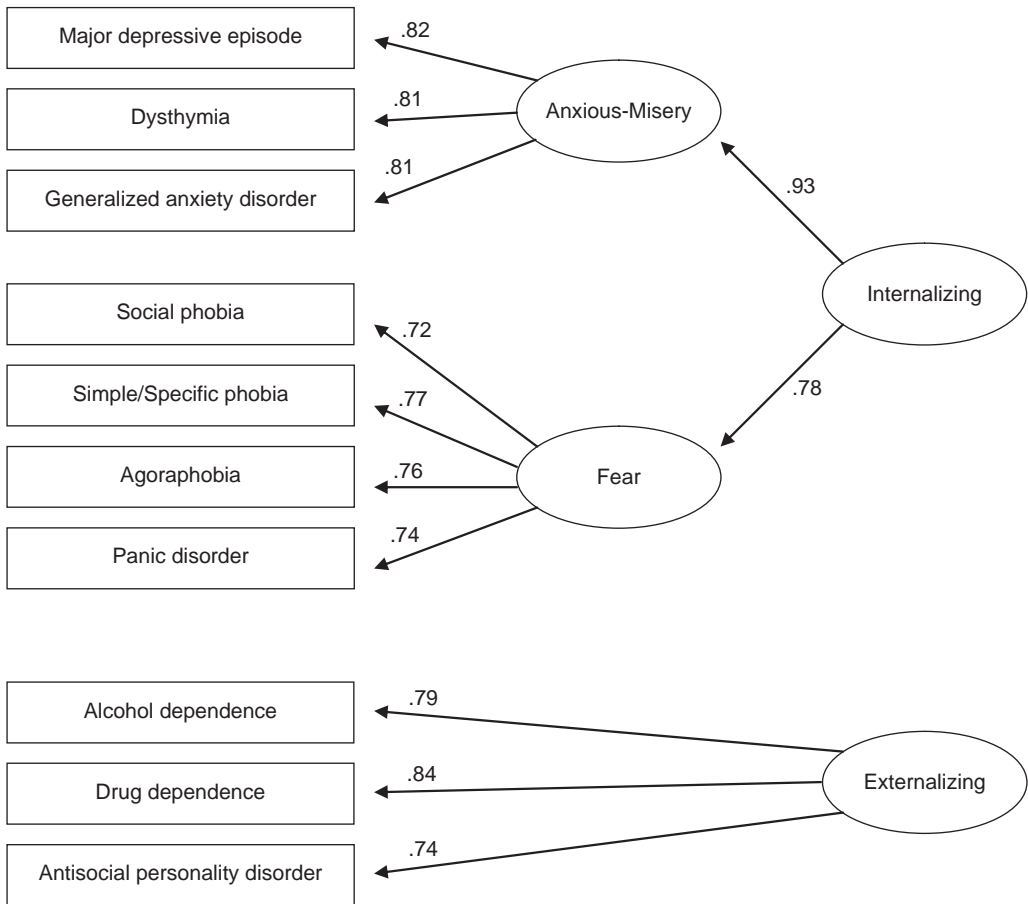 Major depressive episode
.82
Dysthymia
.81
Anxious-Misery
Generalized anxiety disorder
.81
.93
Internalizing
Social phobia
.72
.78
Simple/Specific phobia
.77
Agoraphobia
.76
Fear
Panic disorder
.74
Alcohol dependence
.79
Drug dependence
.84
Externalizing
Antisocial personality disorder
.74